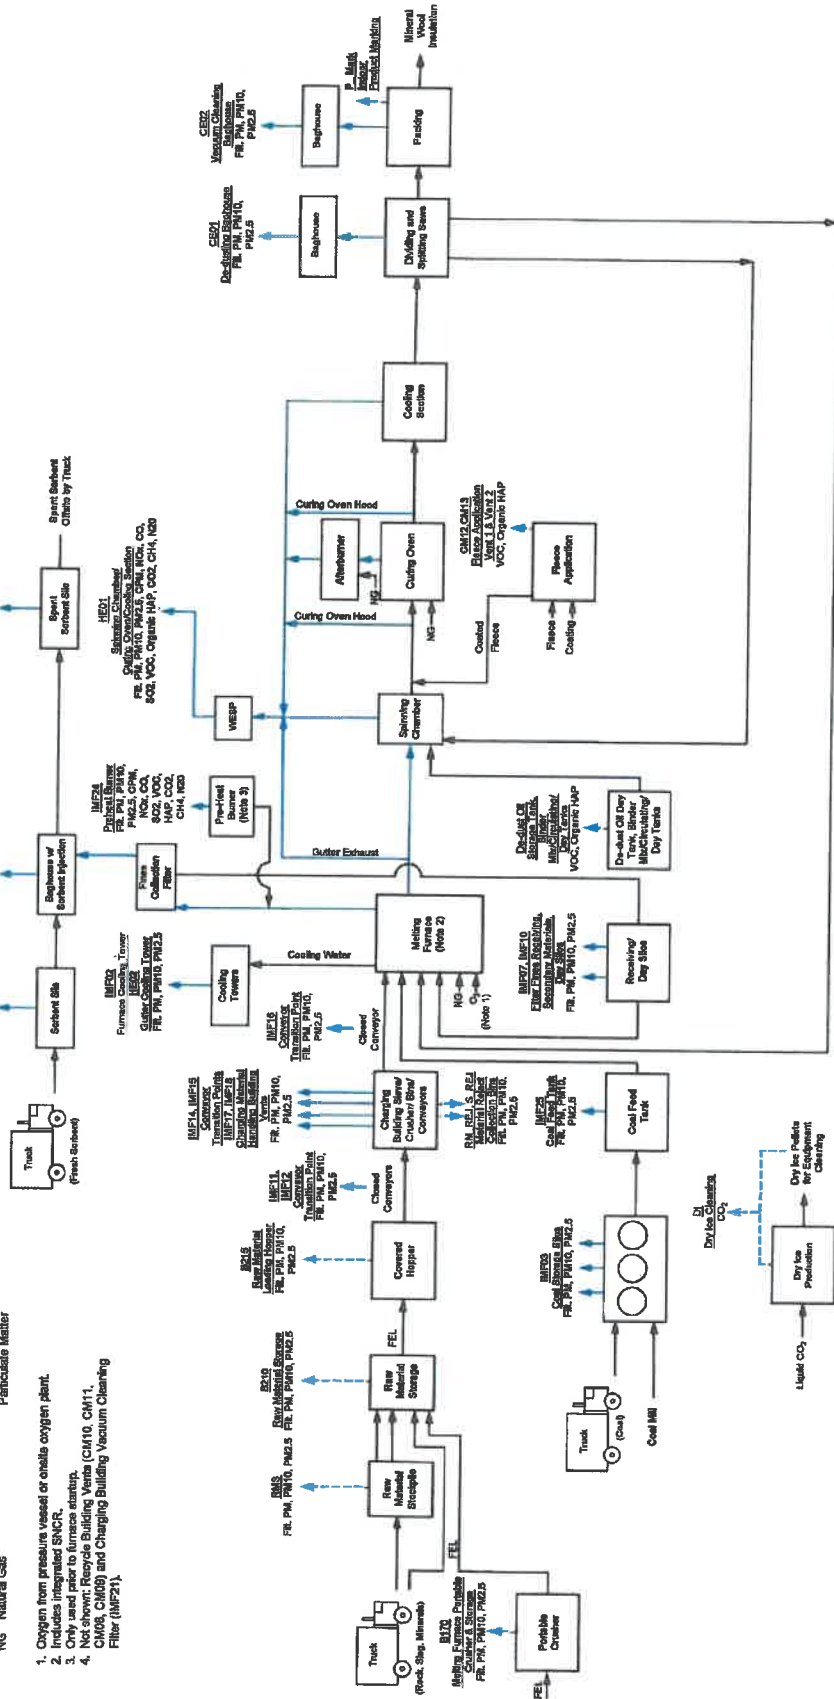 NG Natural Gas
Particulate Matter
1. Oxygen from pressure vessel or onsite oxygen plant.
2. Includes integrated SNCR.
3. Only used prior to furnace startup.
4. Not shown: Recycle Building Vents (CM10, CM11,
CM08, CM09) and Charging Building Vacuum Cleaning
Filter (IMF21).
Truck
(Fresh Sorbent)
Sorbent Silo
Baghouse w/
Sorbent Injection
Spent
Sorbent Silo
Spent Sorbent
Offsite by Truck
Fines
Collection
Filter
IMF24
Preheat Burner
Filt. PM, PM10,
PM2.5, CPM,
NOx, CO,
SO2, VOC,
HAP, CO2,
CH4, N20
Pre-Heat
Burner
(Note 3)
HE01
Spinning Chamber/
Curing Oven/Cooling Section
Filt. PM, PM10, PM2.5, CPM, NOx, CO,
SO2, VOC, Organic HAP, CO2, CH4, N20
WESP
CE01
De-dusting Baghouse
Filt. PM, PM10,
PM2.5
Baghouse
CE02
Vacuum Cleaning
Baghouse
Filt. PM, PM10,
PM2.5
Baghouse
P_Mark
Indoor
Product Marking
IMF02
Furnace Cooling Tower
HE02
Gutter Cooling Tower
Filt. PM, PM10, PM2.5
Cooling
Towers
Cooling Water
Gutter Exhaust
Curing Oven Hood
Afterburner
NG
Curing Oven Hood
Truck
(Rock, Slag, Minerals)
RMS
Filt. PM, PM10, PM2.5
Raw
Material
Stockpile
B210
Raw Material Storage
Filt. PM, PM10, PM2.5
Raw
Material
Storage
FEL
B215
Raw Material
Loading Hopper
Filt. PM, PM10,
PM2.5
Covered
Hopper
IMF11,
IMF12
Conveyor
Transition Point
Filt. PM, PM10,
PM2.5
Closed
Conveyors
IMF14, IMF15
Conveyor
Transition Points
IMF17, IMF18
Charging Material
Handling Building
Vents
Filt. PM, PM10,
PM2.5
Charging
Building Sieve/
Crusher/ Bins/
Conveyors
RM_REJ, S_REJ
Material Reject
Collection Bins
Filt. PM, PM10,
PM2.5
IMF16
Conveyor
Transition Point
Filt. PM, PM10,
PM2.5
Closed
Conveyor
Melting
Furnace
(Note 2)
NG
O2
(Note 1)
Spinning
Chamber
Curing Oven
NG
Cooling
Section
Dividing and
Splitting Saws
Packing
Mineral
Wool
Insulation
FEL
B170
Melting Furnace Portable
Crusher & Storage
Filt. PM, PM10, PM2.5
FEL
Portable
Crusher
Truck
(Coal)
Coal Mill
IMF03
Coal Storage Silos
Filt. PM, PM10, PM2.5
IMF25
Coal Feed Tank
Filt. PM, PM10,
PM2.5
Coal Feed
Tank
IMF07, IMF10
Filter Fines Receiving,
Secondary Materials,
Day Silos
Filt. PM, PM10, PM2.5
Receiving/
Day Silos
De-dust Oil
Storage Tank,
Binder
Mix/Circulating/
Day Tanks
VOC, Organic HAP
De-dust Oil Day
Tank, Binder
Mix/Circulating/
Day Tanks
Coated
Fleece
CM12, CM13
Fleece Application
Vent 1 & Vent 2
VOC, Organic HAP
Fleece
Coating
Fleece
Application
Liquid CO2
Dry Ice
Production
DI
Dry Ice Cleaning
CO2
Dry Ice Pellets
for Equipment
Cleaning